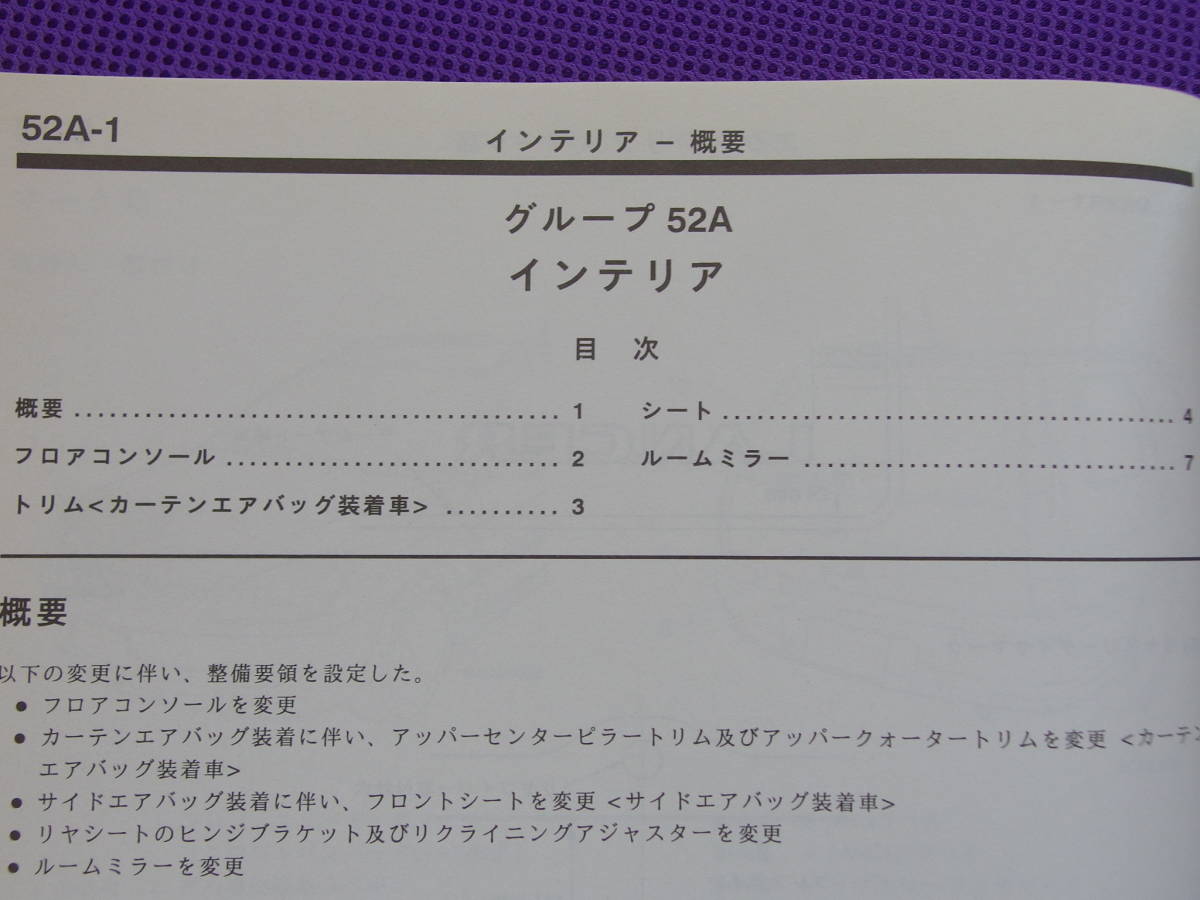 52A-1
インテリア － 概要
グループ 52A
インテリア
目 次
概要 ........................................ 1
フロアコンソール ............................ 2
トリム<カーテンエアバッグ装着車> .......... 3
シート ...................................... 4
ルームミラー ................................ 7
概要
以下の変更に伴い、整備要領を設定した。
● フロアコンソールを変更
● カーテンエアバッグ装着に伴い、アッパーセンターピラートリム及びアッパークォータートリムを変更 <カーテン
エアバッグ装着車>
● サイドエアバッグ装着に伴い、フロントシートを変更 <サイドエアバッグ装着車>
● リヤシートのヒンジブラケット及びリクライニングアジャスターを変更
● ルームミラーを変更